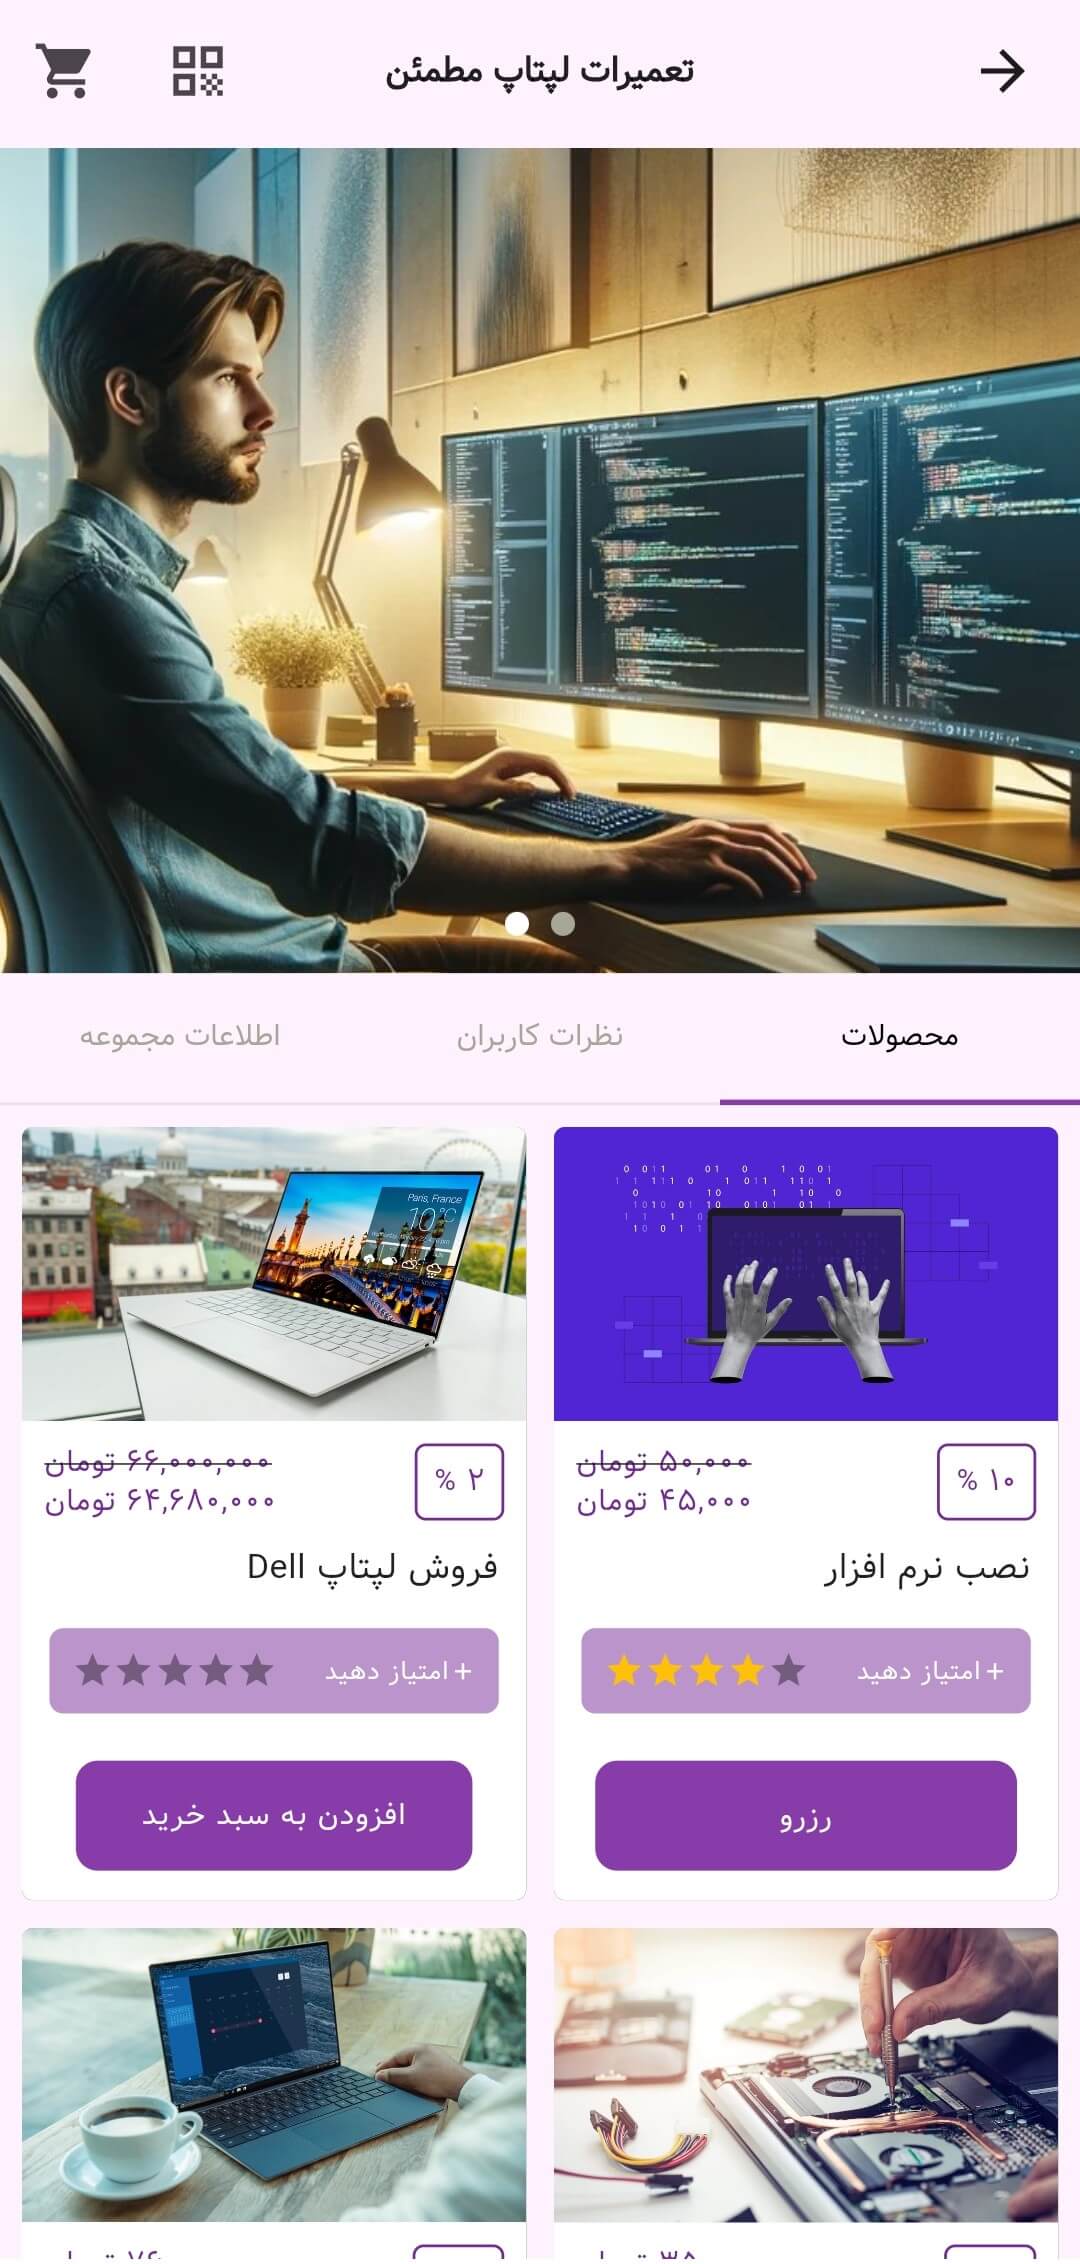 تعمیرات لپتاپ مطمئن
محصولات
نظرات کاربران
اطلاعات مجموعه
۱۰ %
۵۰,۰۰۰ تومان
۴۵,۰۰۰ تومان
نصب نرم افزار
+ امتیاز دهید
رزرو
Paris, France
10°C
۲ %
۶۶,۰۰۰,۰۰۰ تومان
۶۴,۶۸۰,۰۰۰ تومان
فروش لپتاپ Dell
+ امتیاز دهید
افزودن به سبد خرید